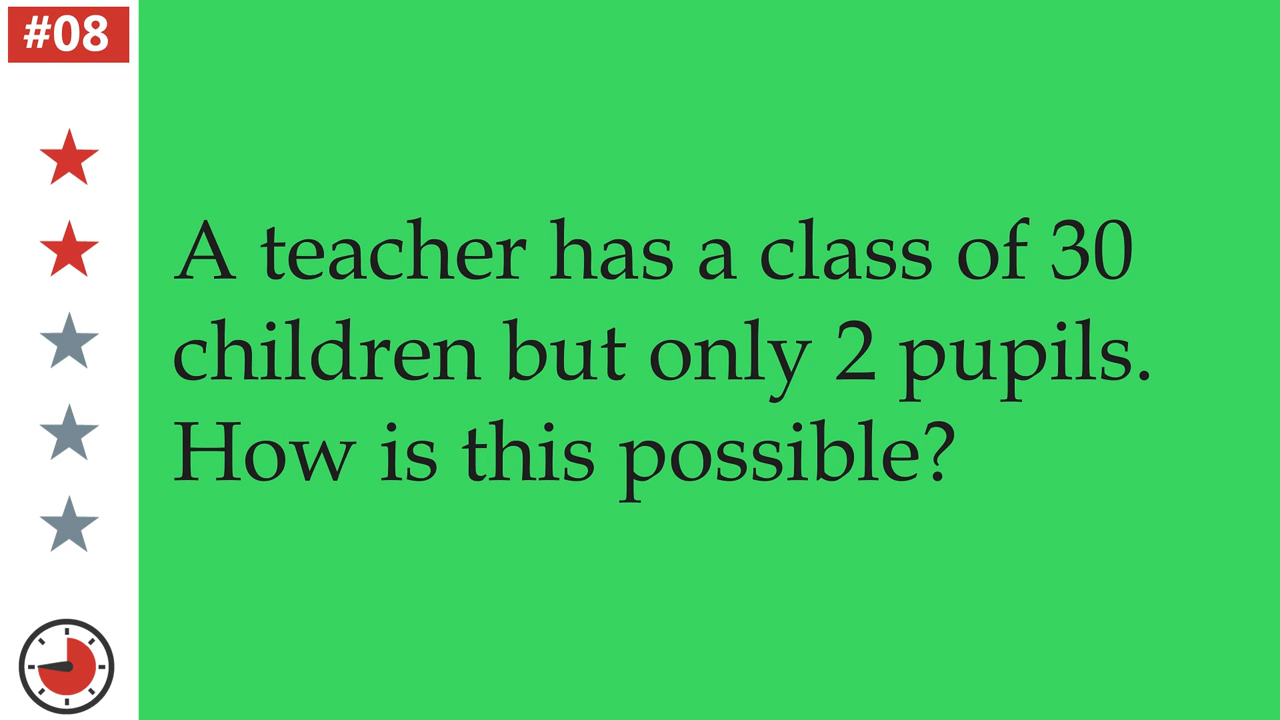 #08
A teacher has a class of 30
children but only 2 pupils.
How is this possible?